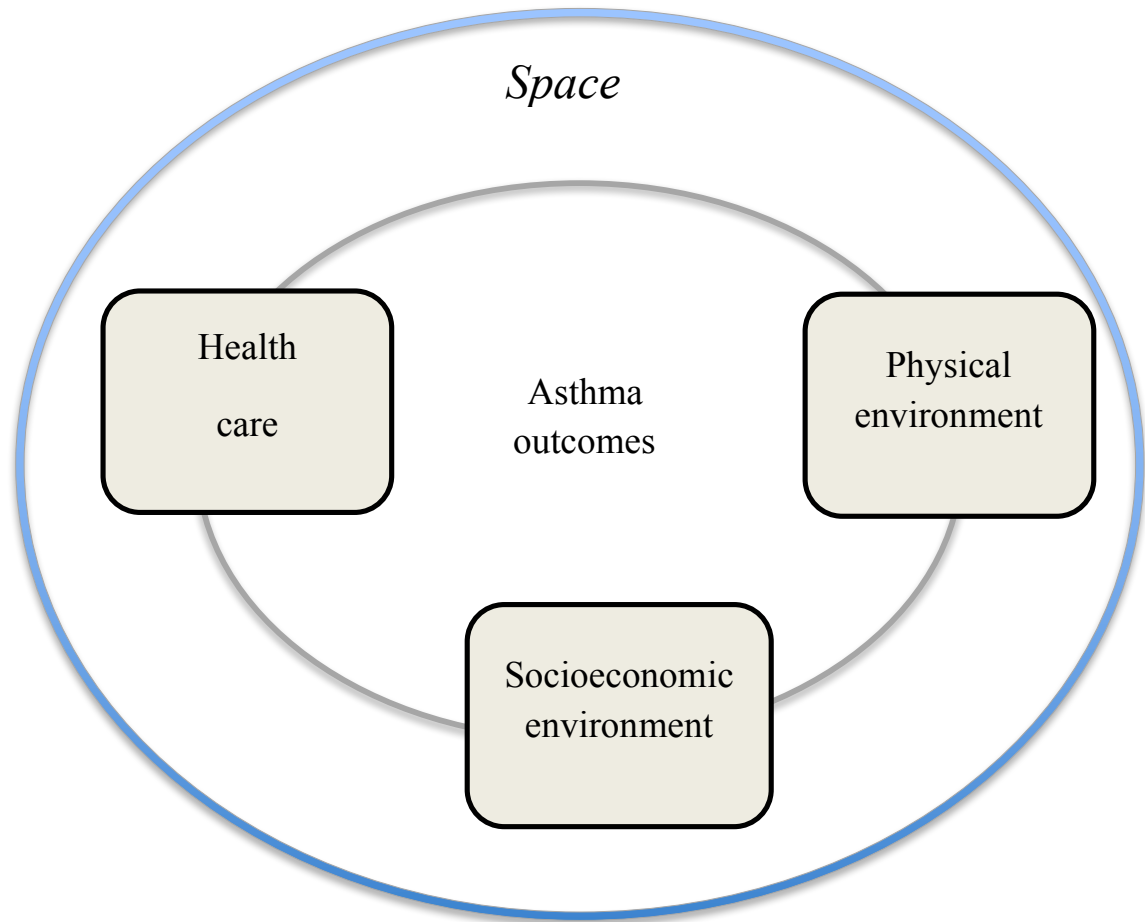 Space
Health
care
Asthma
outcomes
Physical
environment
Socioeconomic
environment